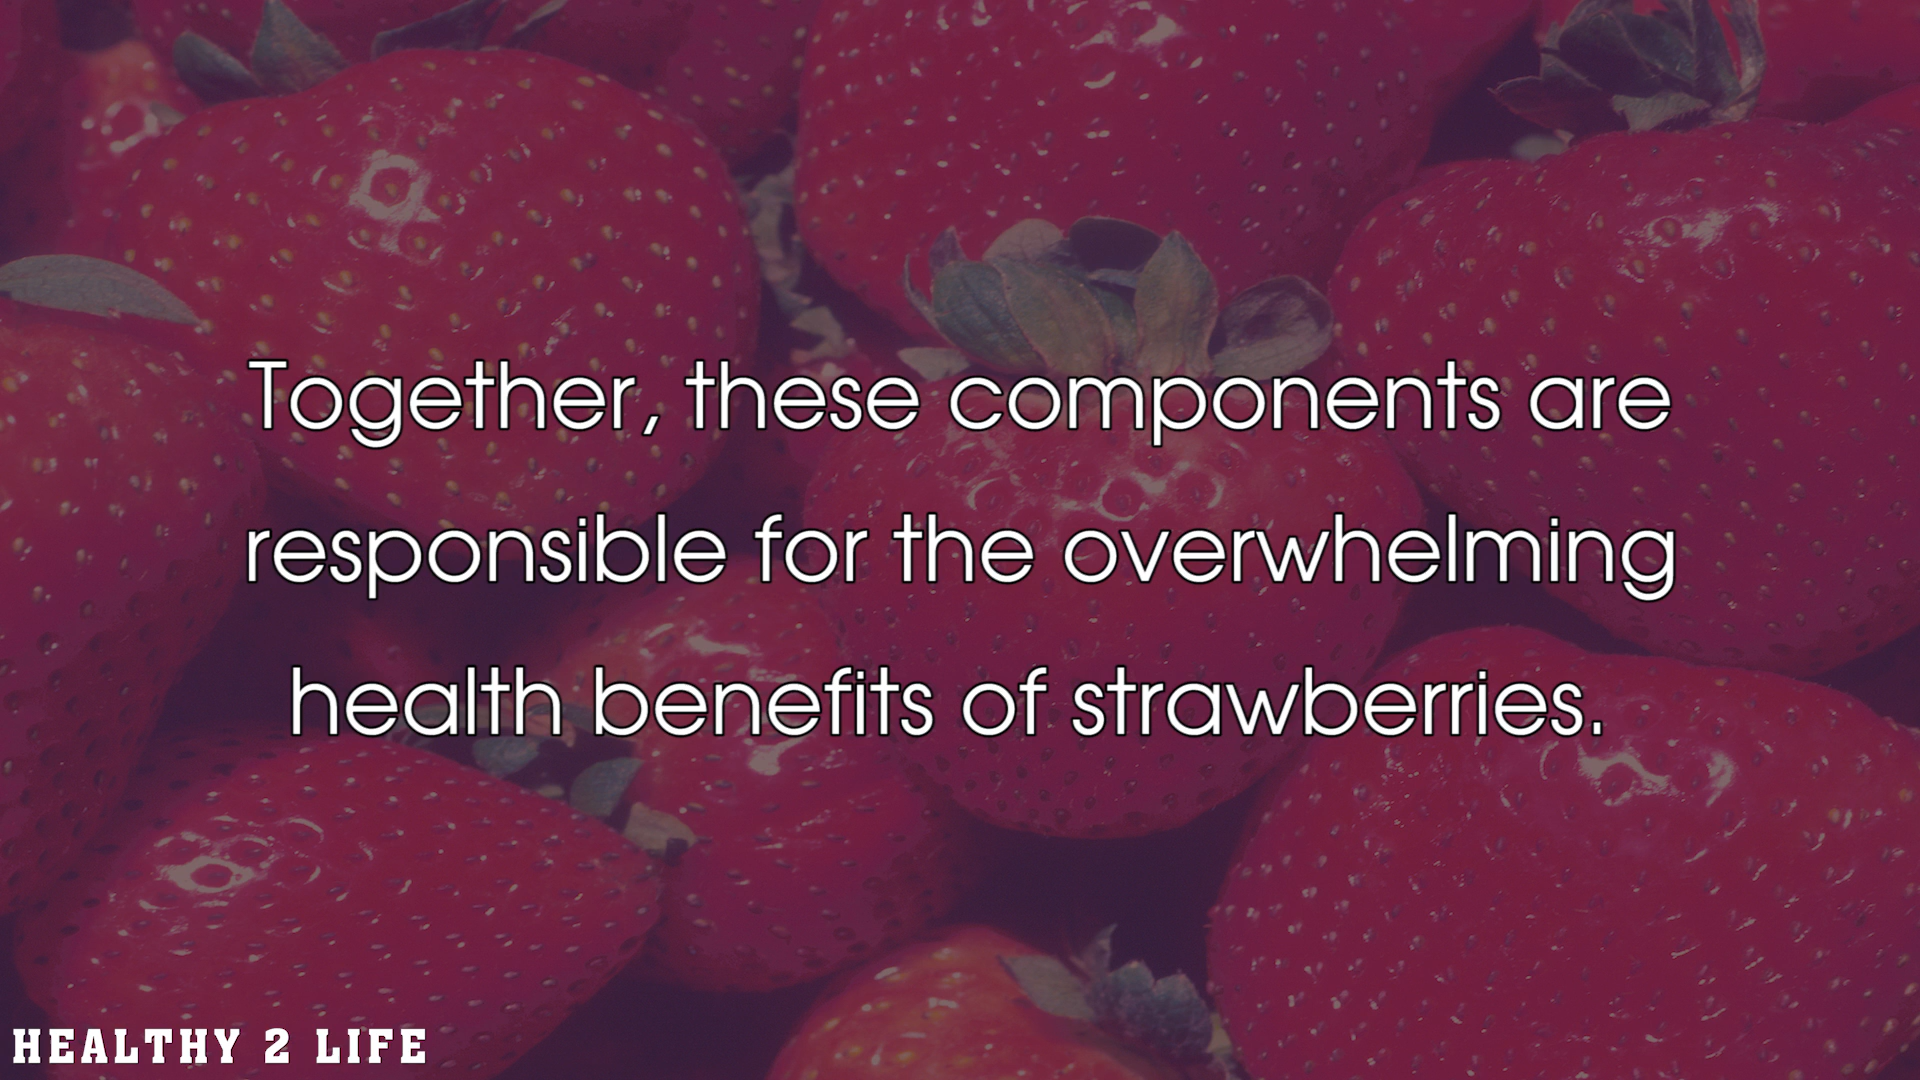 Together, these components are
responsible for the overwhelming
health benefits of strawberries.
HEALTHY 2 LIFE